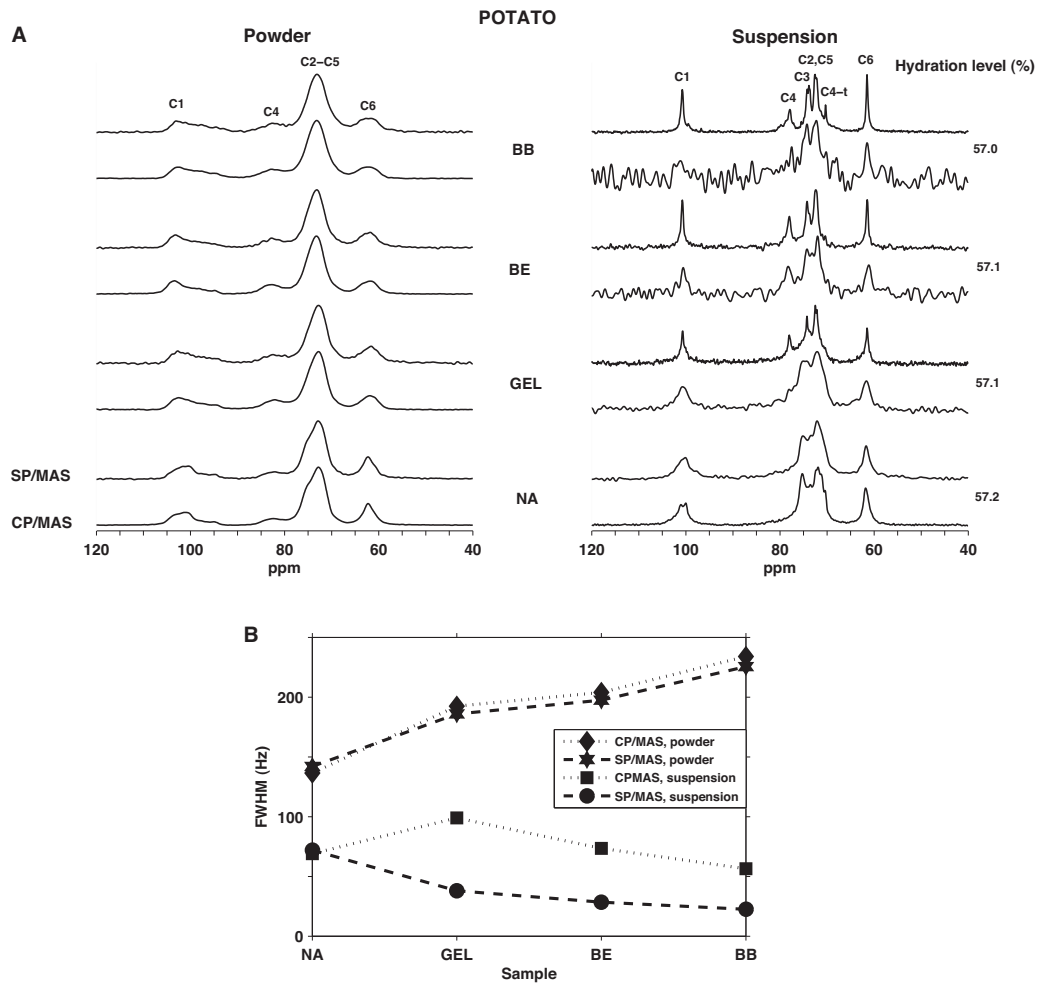 POTATO
A
Powder
Suspension
C2–C5
C1
C4
C6
C1
C4
C3
C2,C5
C4–t
C6
Hydration level (%)
BB
57.0
BE
57.1
GEL
57.1
SP/MAS
CP/MAS
NA
57.2
120 100 80 60 40
ppm
120 100 80 60 40
ppm
B
200
100
0
FWHM (Hz)
CP/MAS, powder
SP/MAS, powder
CPMAS, suspension
SP/MAS, suspension
NA GEL BE BB
Sample